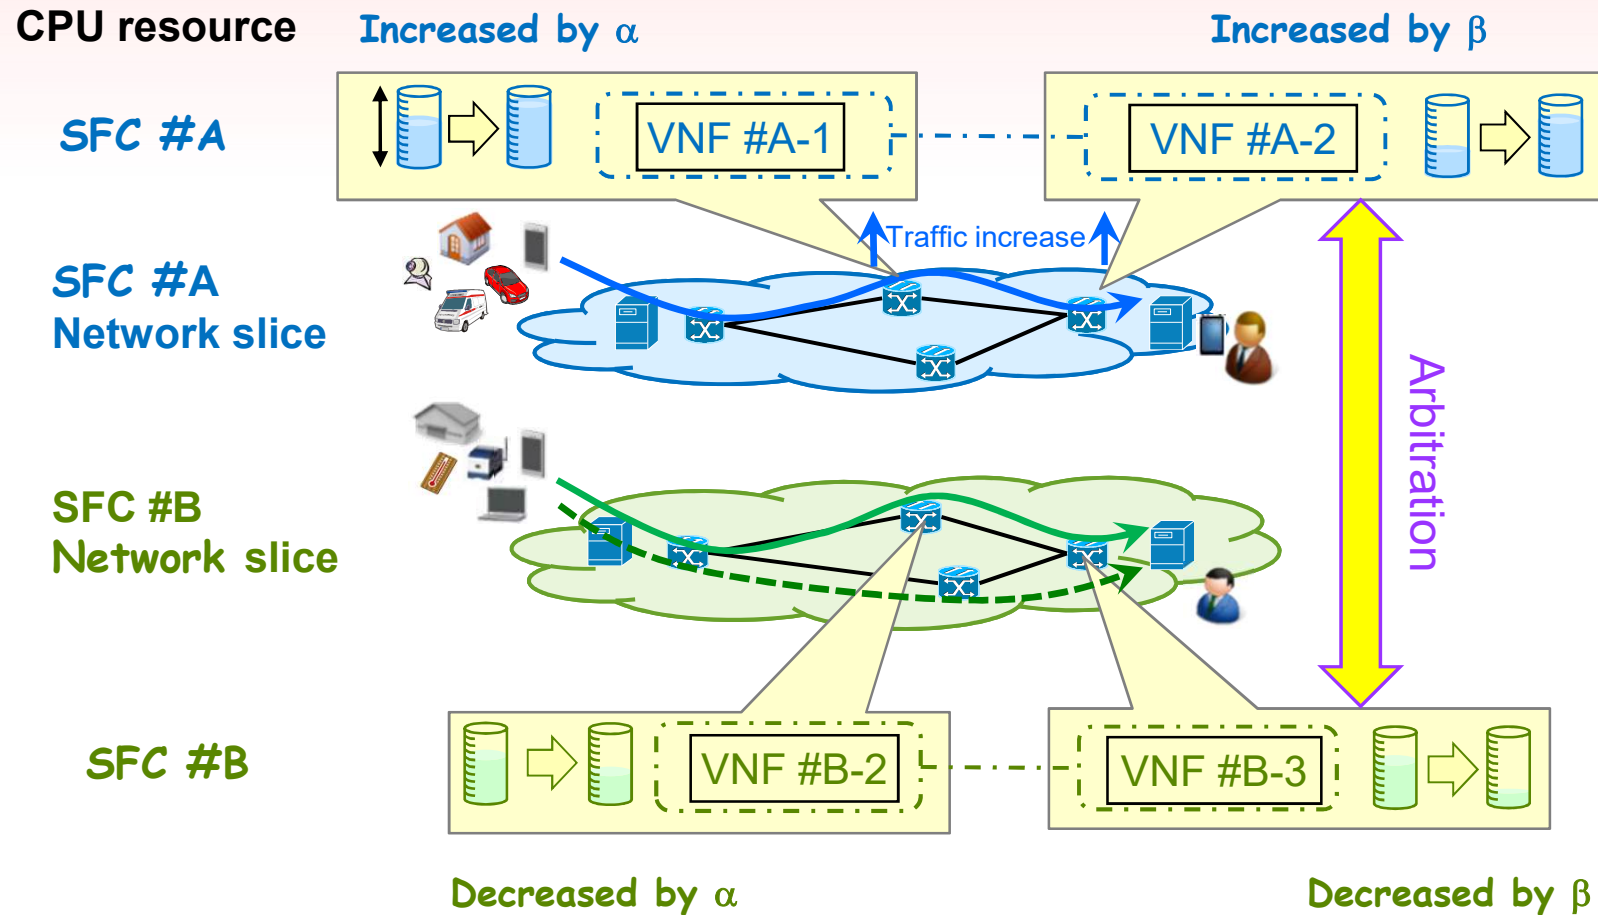 CPU resource
Increased by α
Increased by β
SFC #A
VNF #A-1
VNF #A-2
Traffic increase
SFC #A
Network slice
Arbitration
SFC #B
Network slice
SFC #B
VNF #B-2
VNF #B-3
Decreased by α
Decreased by β